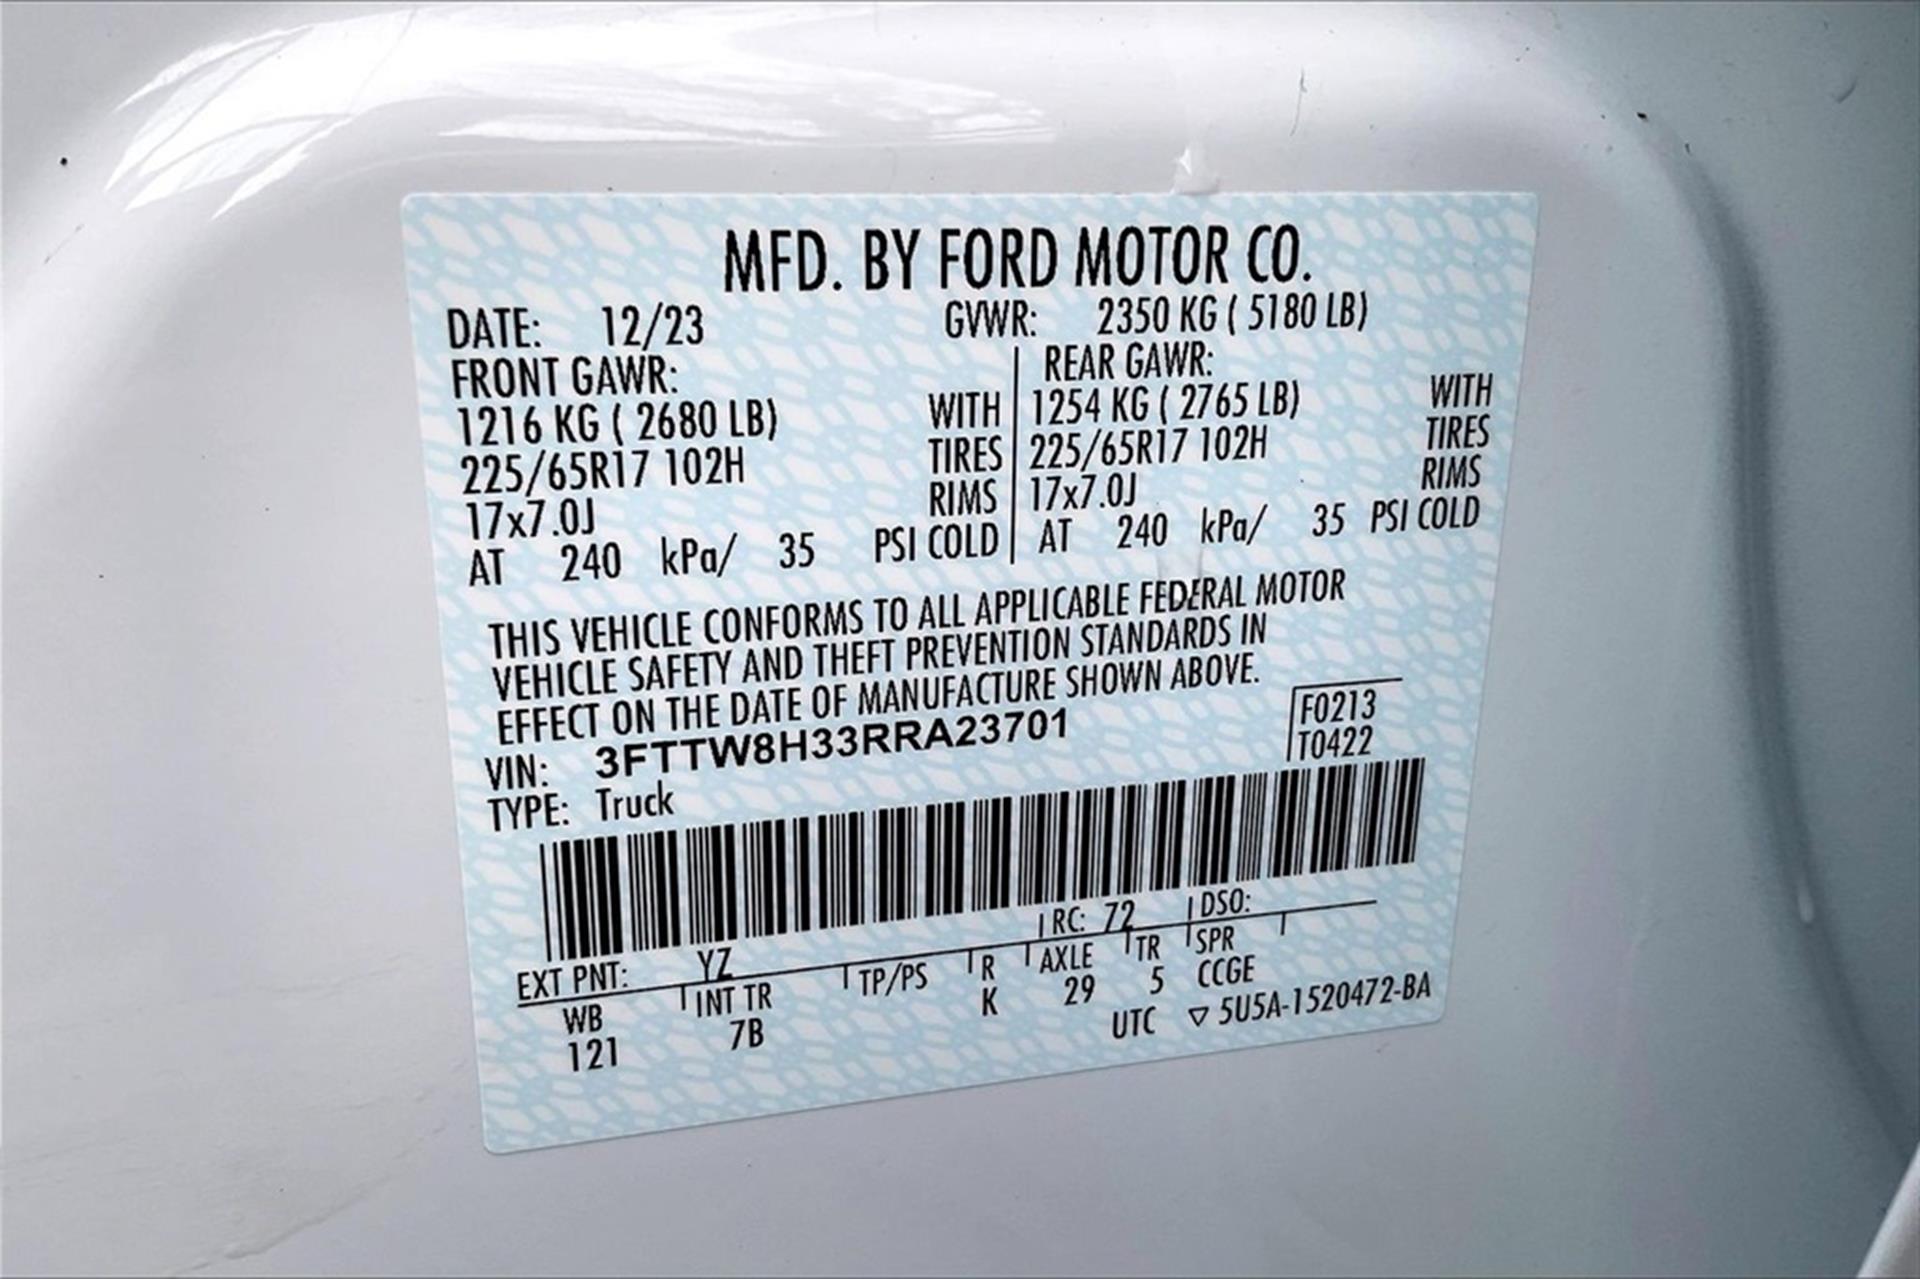 MFD. BY FORD MOTOR CO.
DATE: 12/23 GVWR: 2350 KG ( 5180 LB)
FRONT GAWR: REAR GAWR:
1216 KG ( 2680 LB) WITH 1254 KG ( 2765 LB) WITH
225/65R17 102H TIRES 225/65R17 102H TIRES
17x7.0J RIMS 17x7.0J RIMS
AT 240 kPa/ 35 PSI COLD AT 240 kPa/ 35 PSI COLD
THIS VEHICLE CONFORMS TO ALL APPLICABLE FEDERAL MOTOR
VEHICLE SAFETY AND THEFT PREVENTION STANDARDS IN
EFFECT ON THE DATE OF MANUFACTURE SHOWN ABOVE.
VIN: 3FTTW8H33RRA23701 F0213
TYPE: Truck T0422
EXT PNT: YZ RC: 72 DSO:
WB INT TR TP/PS R AXLE TR SPR
121 7B K 29 5 CCGE
UTC ▽ 5U5A-1520472-BA